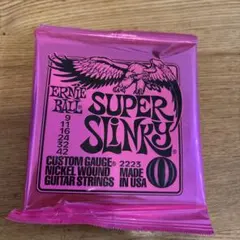 ERNIE
BALL
SUPER
SLINKY
9
11
16
24
32
42
CUSTOM GAUGE®
NICKEL WOUND
GUITAR STRINGS
2223
MADE
IN USA